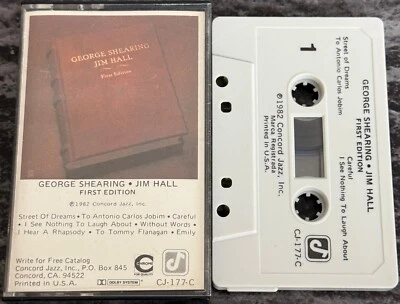 GEORGE SHEARING
JIM HALL
First Edition
GEORGE SHEARING • JIM HALL
FIRST EDITION
℗1982 Concord Jazz, Inc.
Street Of Dreams • To Antonio Carlos Jobim • Careful
• I See Nothing To Laugh About • Without Words •
I Hear A Rhapsody • To Tommy Flanagan • Emily
Write for Free Catalog
Concord Jazz, Inc., P.O. Box 845
Concord, CA. 94522
Printed in U.S.A.
CHROME
HIGH QUALITY
DOLBY SYSTEM
CJ-177-C
1
Street of Dreams
To Antonio Carlos Jobim
℗1982 Concord Jazz, Inc.
Marca Registrada
Printed in U.S.A.
GEORGE SHEARING • JIM HALL
FIRST EDITION
Careful
I See Nothing To Laugh About
CJ-177-C